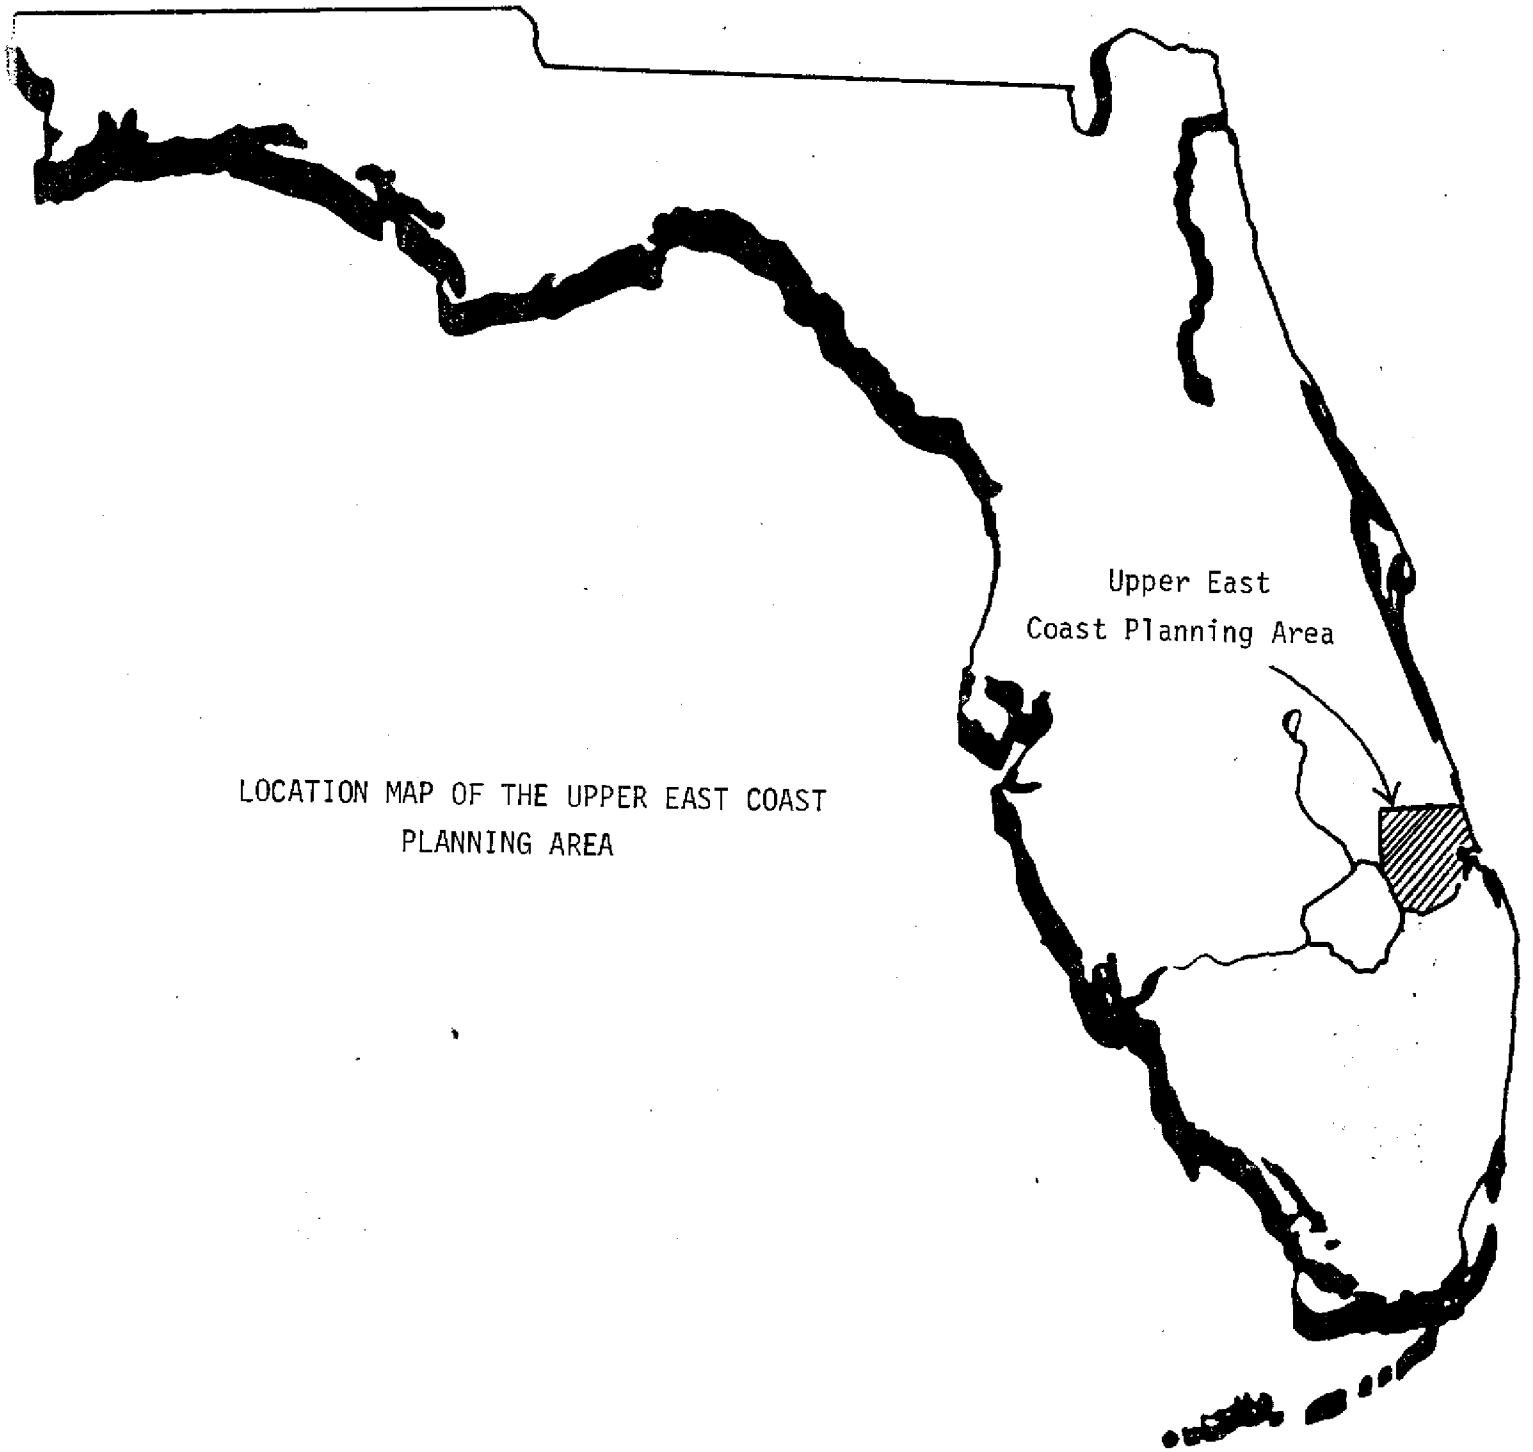 Upper East
Coast Planning Area
LOCATION MAP OF THE UPPER EAST COAST
PLANNING AREA